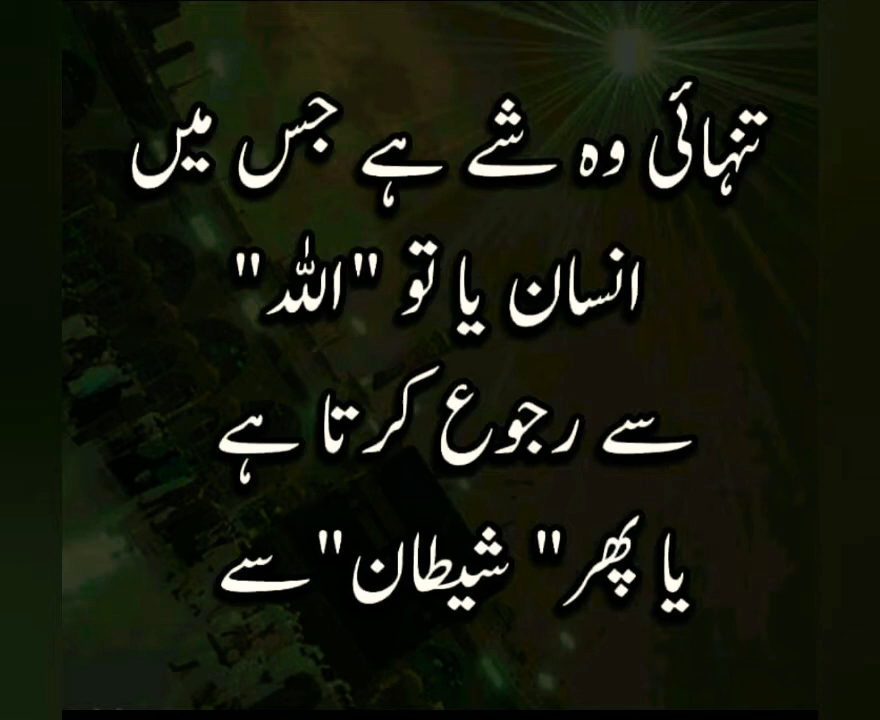 تنہائی وہ شے ہے جس میں
انسان یا تو "اللہ"
سے رجوع کرتا ہے
یا پھر" شیطان"سے